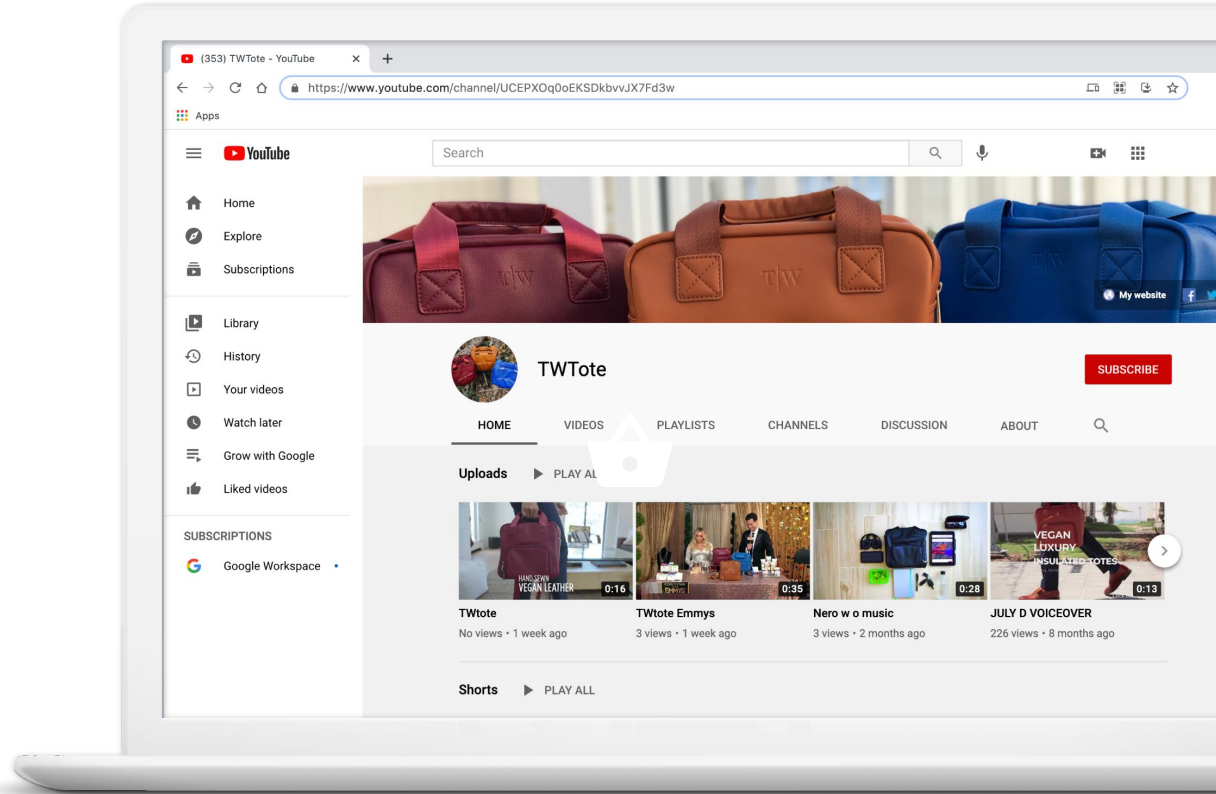 (353) TWTote - YouTube
https://www.youtube.com/channel/UCEPXOq0oEKSDkbvvJX7Fd3w
Apps
YouTube
Search
Home
Explore
Subscriptions
Library
History
Your videos
Watch later
Grow with Google
Liked videos
SUBSCRIPTIONS
Google Workspace
T|W
T|W
T|W
My website
TWTote
SUBSCRIBE
HOME VIDEOS PLAYLISTS CHANNELS DISCUSSION ABOUT
Uploads PLAY AL
HAND SEWN
VEGAN LEATHER
0:16
EMMYS
0:35
0:28
VEGAN
LUXURY
INSULATED TOTES
0:13
TWtote
No views • 1 week ago
TWtote Emmys
3 views • 1 week ago
Nero w o music
3 views • 2 months ago
JULY D VOICEOVER
226 views • 8 months ago
Shorts PLAY ALL